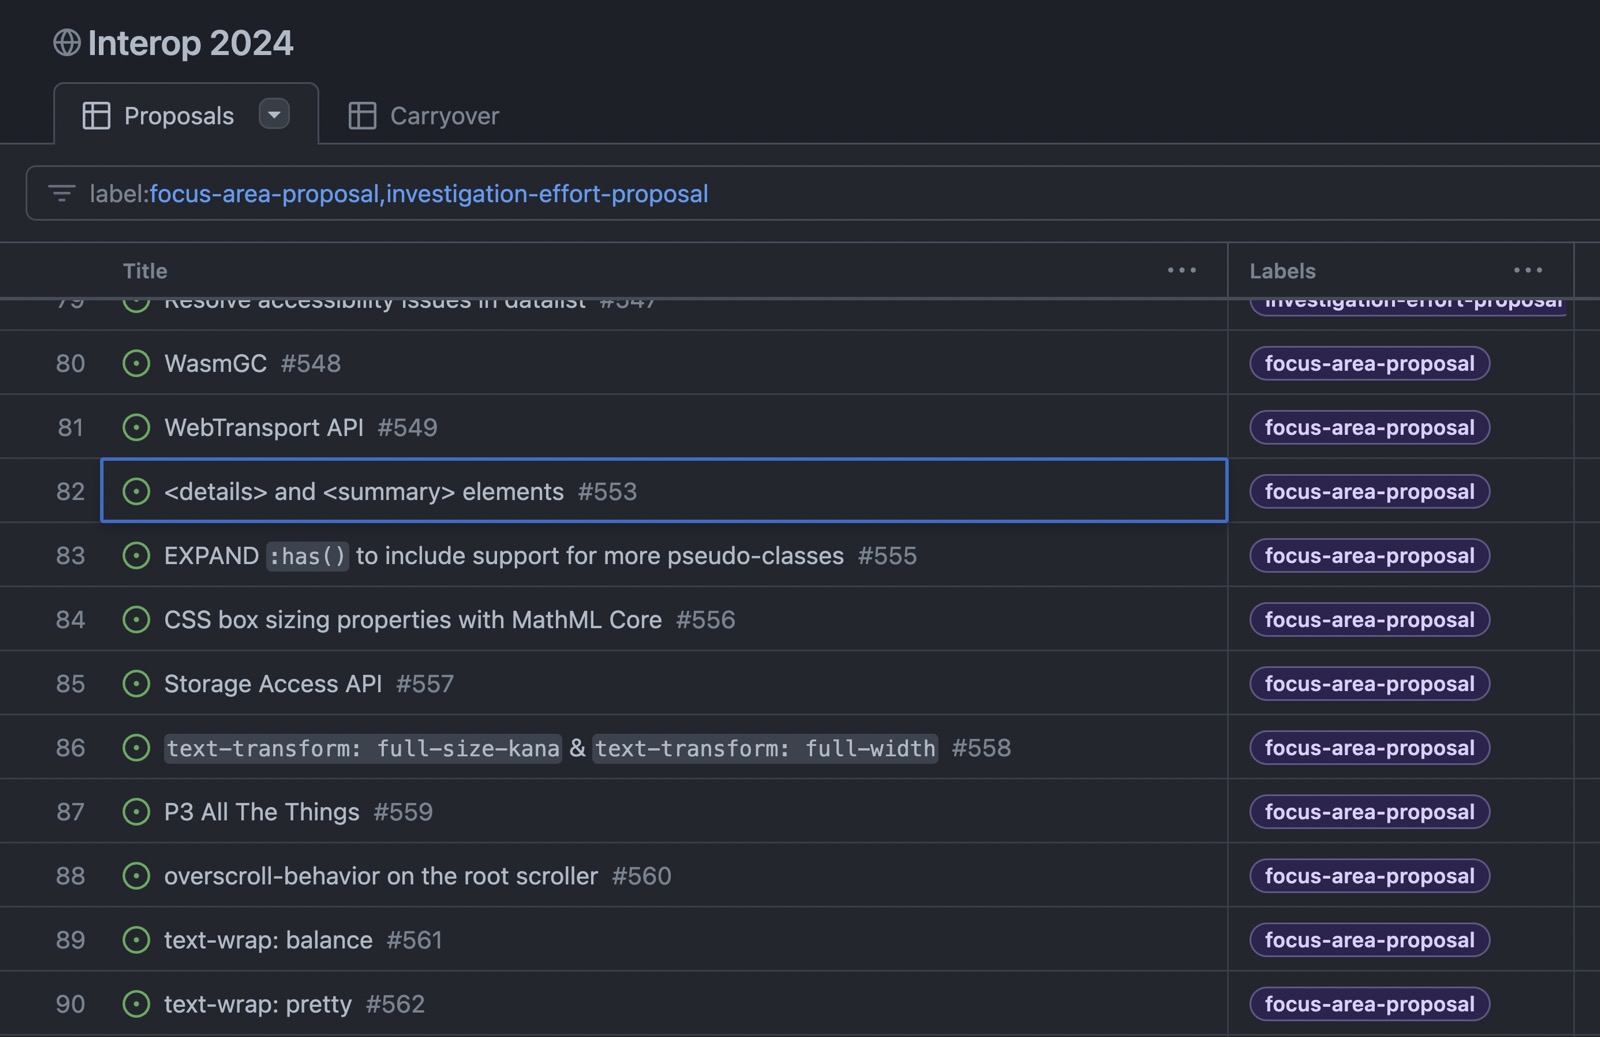 Interop 2024
Proposals
Carryover
label:focus-area-proposal,investigation-effort-proposal
Title
Labels
79 Resolve accessibility issues in datalist #547 investigation-effort-proposal
80 WasmGC #548 focus-area-proposal
81 WebTransport API #549 focus-area-proposal
82 <details> and <summary> elements #553 focus-area-proposal
83 EXPAND :has() to include support for more pseudo-classes #555 focus-area-proposal
84 CSS box sizing properties with MathML Core #556 focus-area-proposal
85 Storage Access API #557 focus-area-proposal
86 text-transform: full-size-kana & text-transform: full-width #558 focus-area-proposal
87 P3 All The Things #559 focus-area-proposal
88 overscroll-behavior on the root scroller #560 focus-area-proposal
89 text-wrap: balance #561 focus-area-proposal
90 text-wrap: pretty #562 focus-area-proposal